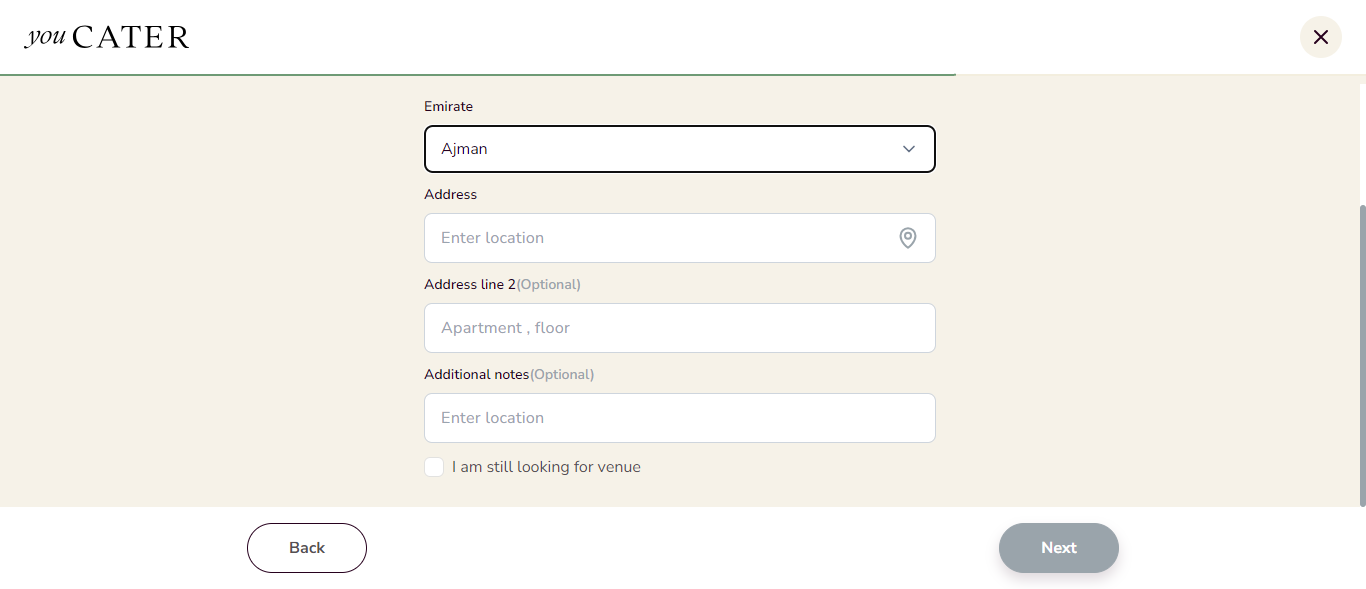 you CATER
Emirate
Ajman
Address
Enter location
Address line 2(Optional)
Apartment , floor
Additional notes(Optional)
Enter location
I am still looking for venue
Back
Next